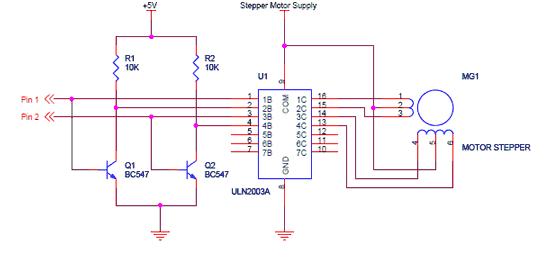 +5V
Stepper Motor Supply
R1
10K
R2
10K
U1
MG1
Pin 1
Pin 2
1 1B
2 2B
3 3B
4 4B
5 5B
6 6B
7 7B
9
COM
GND
8
1C 16
2C 15
3C 14
4C 13
5C 12
6C 11
7C 10
1
2
3
4 5 6
MOTOR STEPPER
Q1
BC547
Q2
BC547
ULN2003A